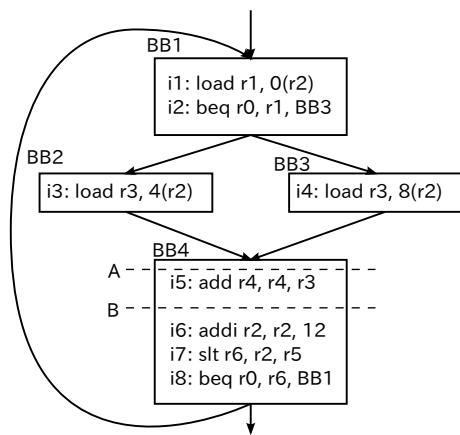 BB1
i1: load r1, 0(r2)
i2: beq r0, r1, BB3
BB2
i3: load r3, 4(r2)
BB3
i4: load r3, 8(r2)
BB4
A
i5: add r4, r4, r3
B
i6: addi r2, r2, 12
i7: slt r6, r2, r5
i8: beq r0, r6, BB1